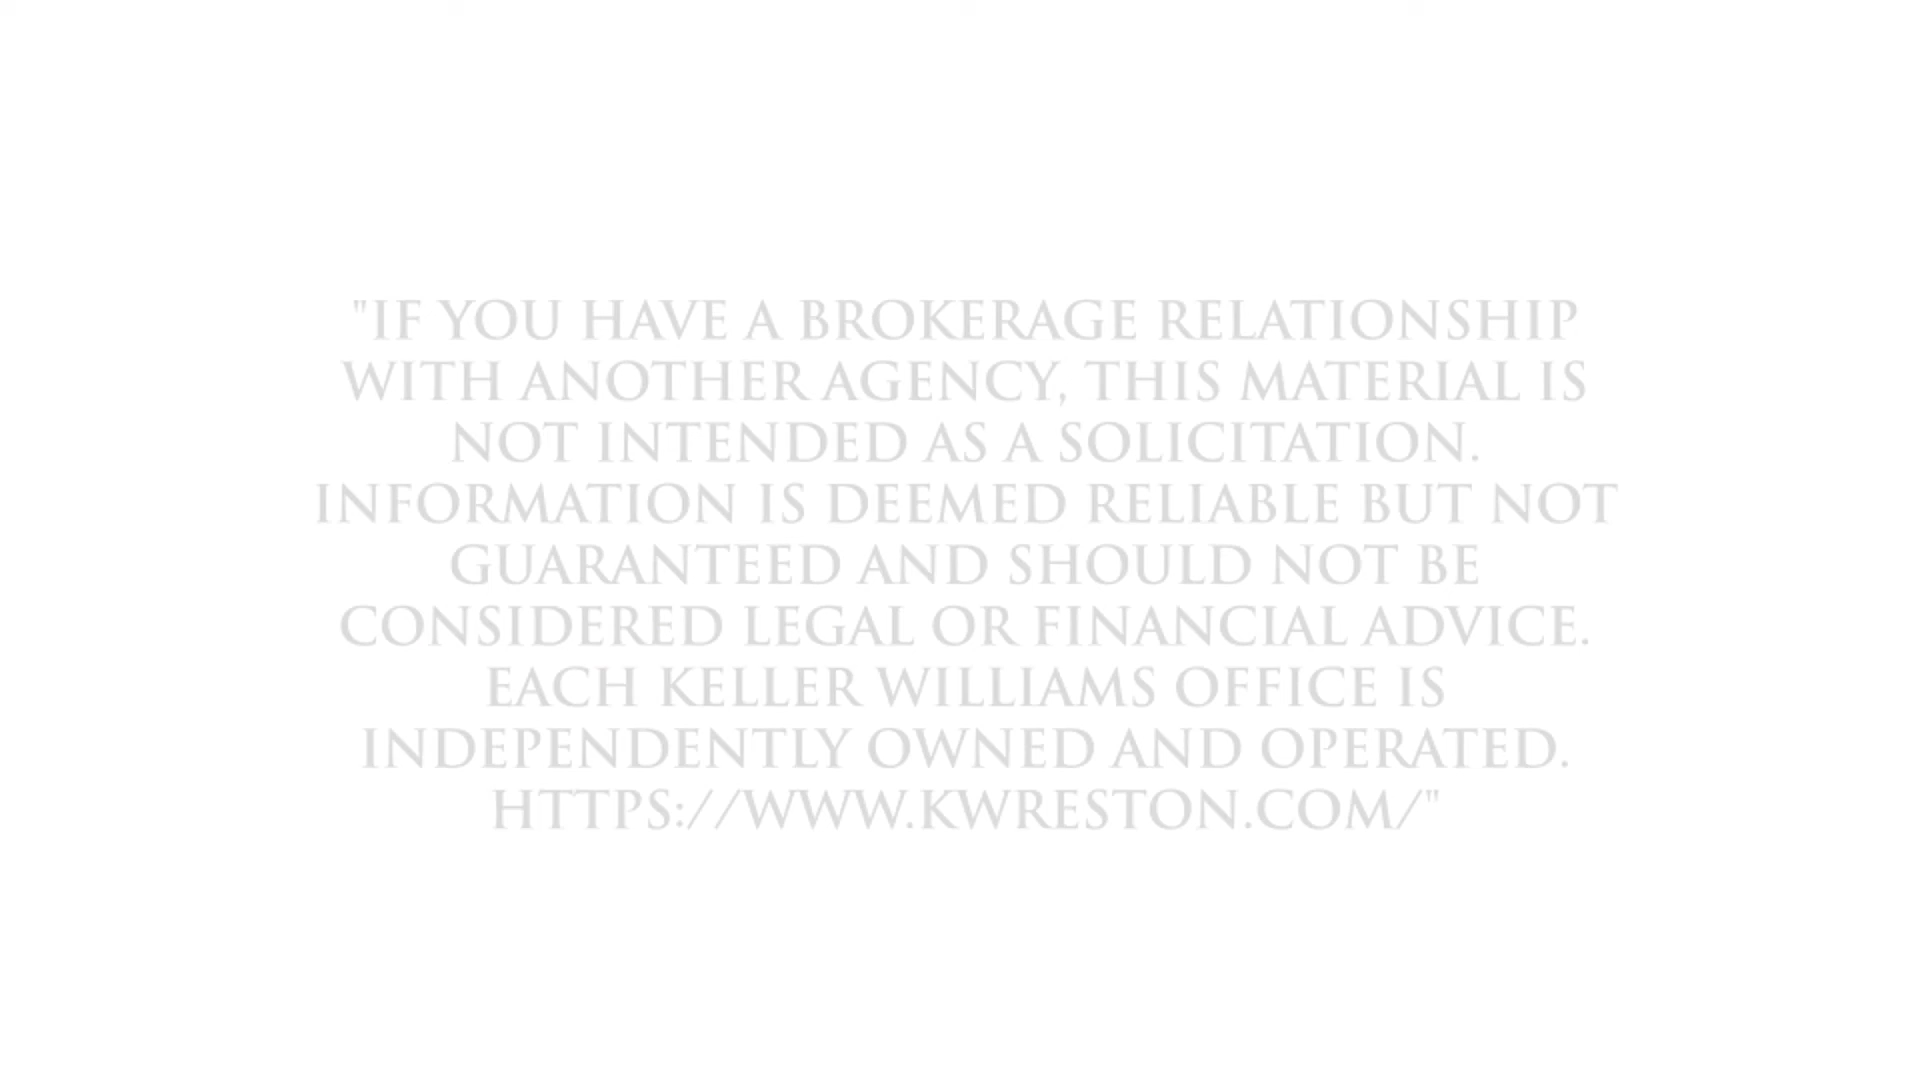 "IF YOU HAVE A BROKERAGE RELATIONSHIP
WITH ANOTHER AGENCY, THIS MATERIAL IS
NOT INTENDED AS A SOLICITATION.
INFORMATION IS DEEMED RELIABLE BUT NOT
GUARANTEED AND SHOULD NOT BE
CONSIDERED LEGAL OR FINANCIAL ADVICE.
EACH KELLER WILLIAMS OFFICE IS
INDEPENDENTLY OWNED AND OPERATED.
HTTPS://WWW.KWRESTON.COM/"